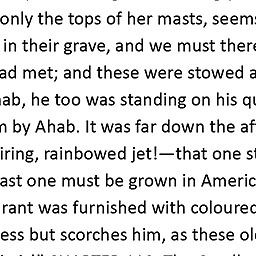 only the tops of her masts, seems
in their grave, and we must there
ad met; and these were stowed a
ab, he too was standing on his qu
n by Ahab. It was far down the af
iring, rainbowed jet!—that one st
ast one must be grown in Americ
rant was furnished with coloured
ess but scorches him, as these ol